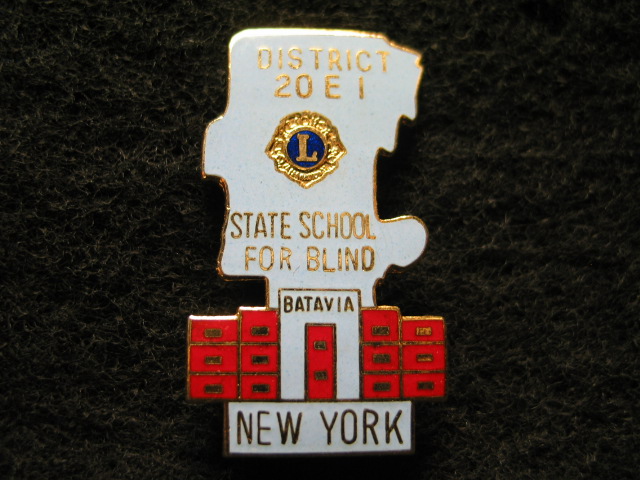 DISTRICT
20 E 1
L
STATE SCHOOL
FOR BLIND
BATAVIA
NEW YORK